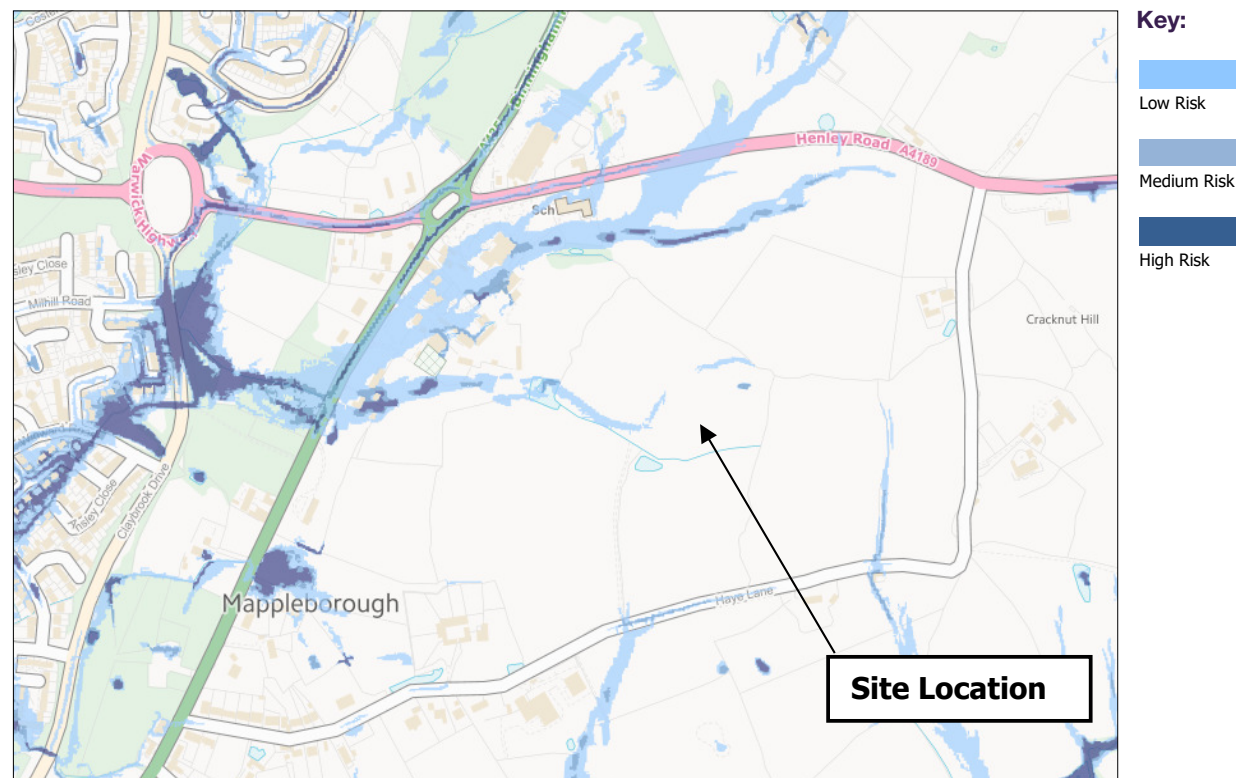 Key:
Low Risk
Medium Risk
High Risk
Henley Road A4189
Warwick High
Sch
Milhill Road
Cracknut Hill
Claybrook Drive
Haye Lane
Mappleborough
Site Location